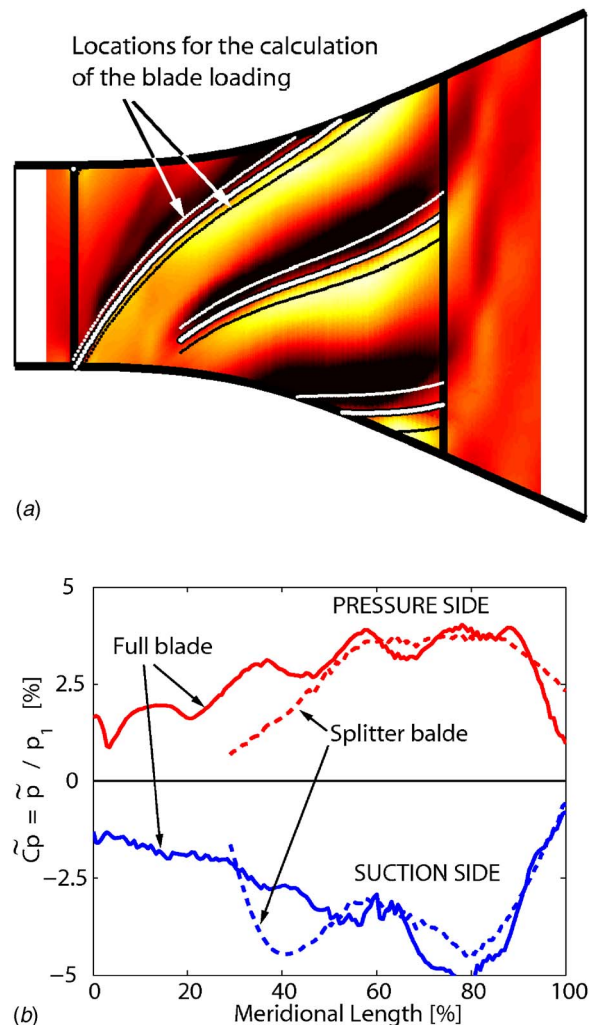 Locations for the calculation
of the blade loading
(a)
5
2.5
0
−2.5
−5
C̃p = p̃ / p₁ [%]
PRESSURE SIDE
Full blade
Splitter balde
SUCTION SIDE
0 20 40 60 80 100
Meridional Length [%]
(b)